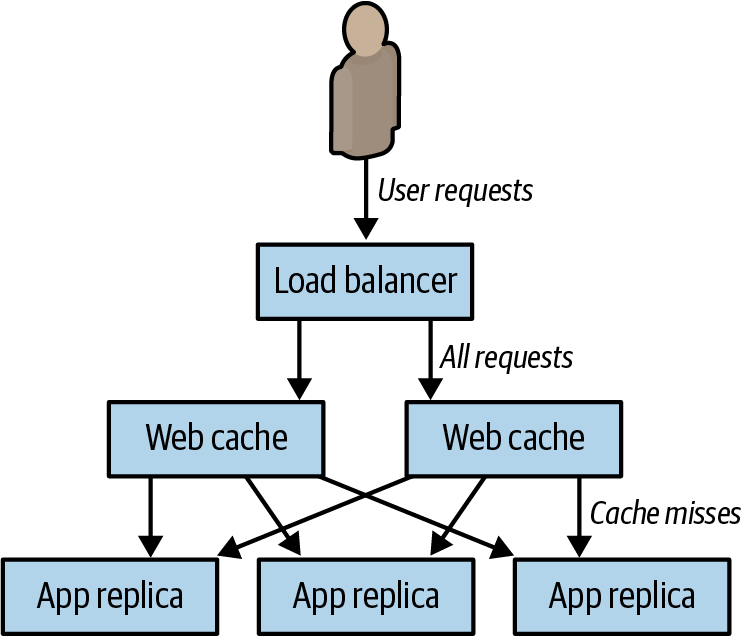 User requests
Load balancer
All requests
Web cache
Web cache
Cache misses
App replica
App replica
App replica